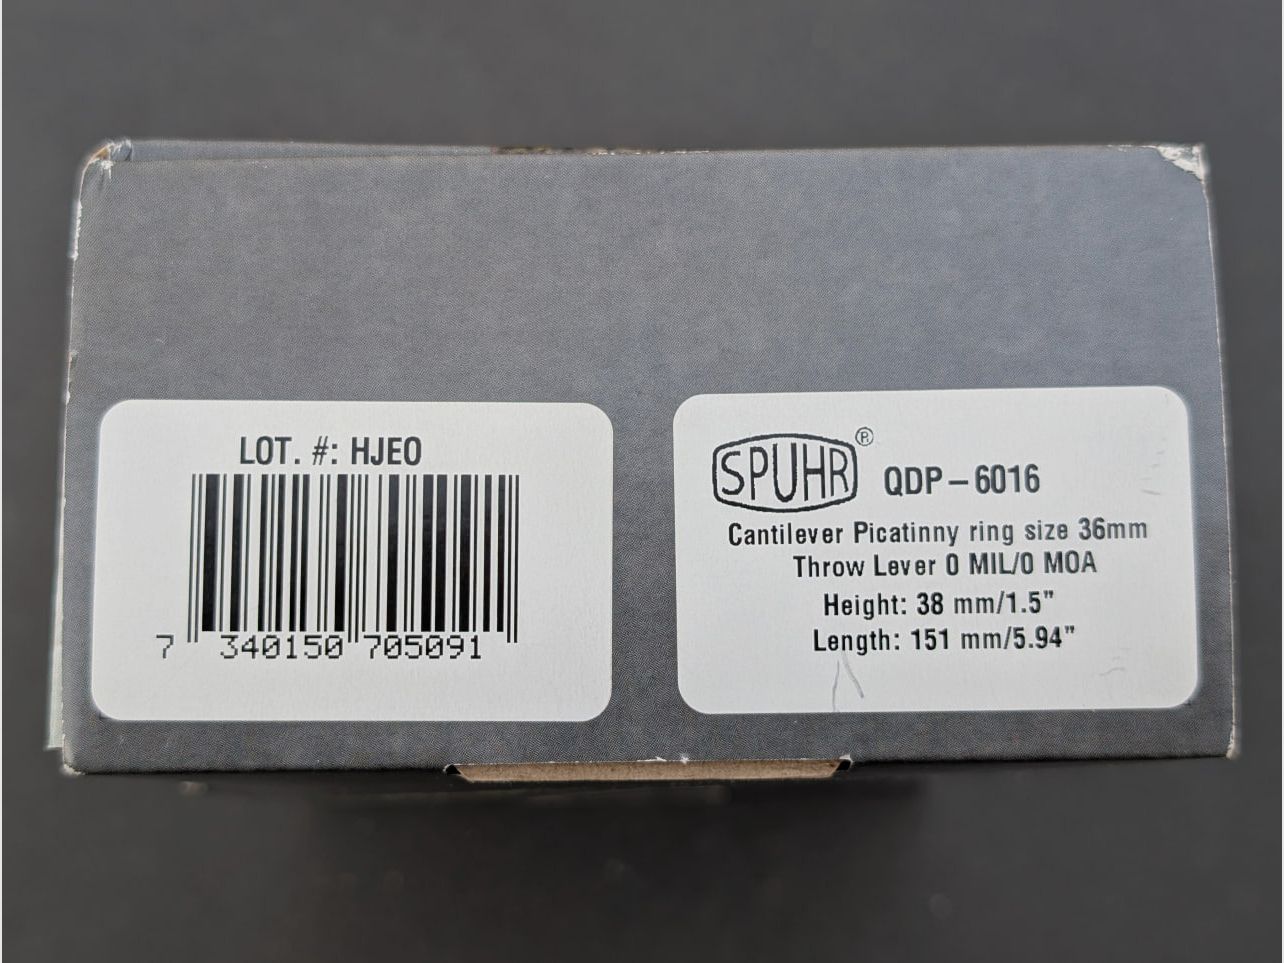 LOT. #: HJEO
7 340150 705091
SPUHR ® QDP-6016
Cantilever Picatinny ring size 36mm
Throw Lever 0 MIL/0 MOA
Height: 38 mm/1.5"
Length: 151 mm/5.94"